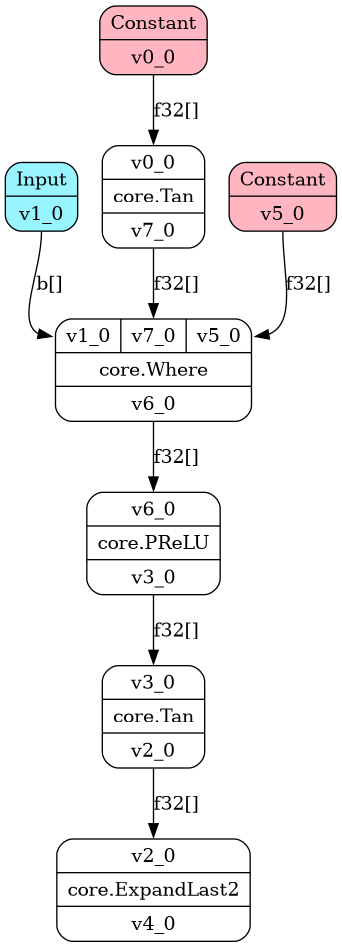 Constant
v0_0
f32[]
v0_0
core.Tan
v7_0
Input
v1_0
Constant
v5_0
b[]
f32[]
f32[]
v1_0 v7_0 v5_0
core.Where
v6_0
f32[]
v6_0
core.PReLU
v3_0
f32[]
v3_0
core.Tan
v2_0
f32[]
v2_0
core.ExpandLast2
v4_0